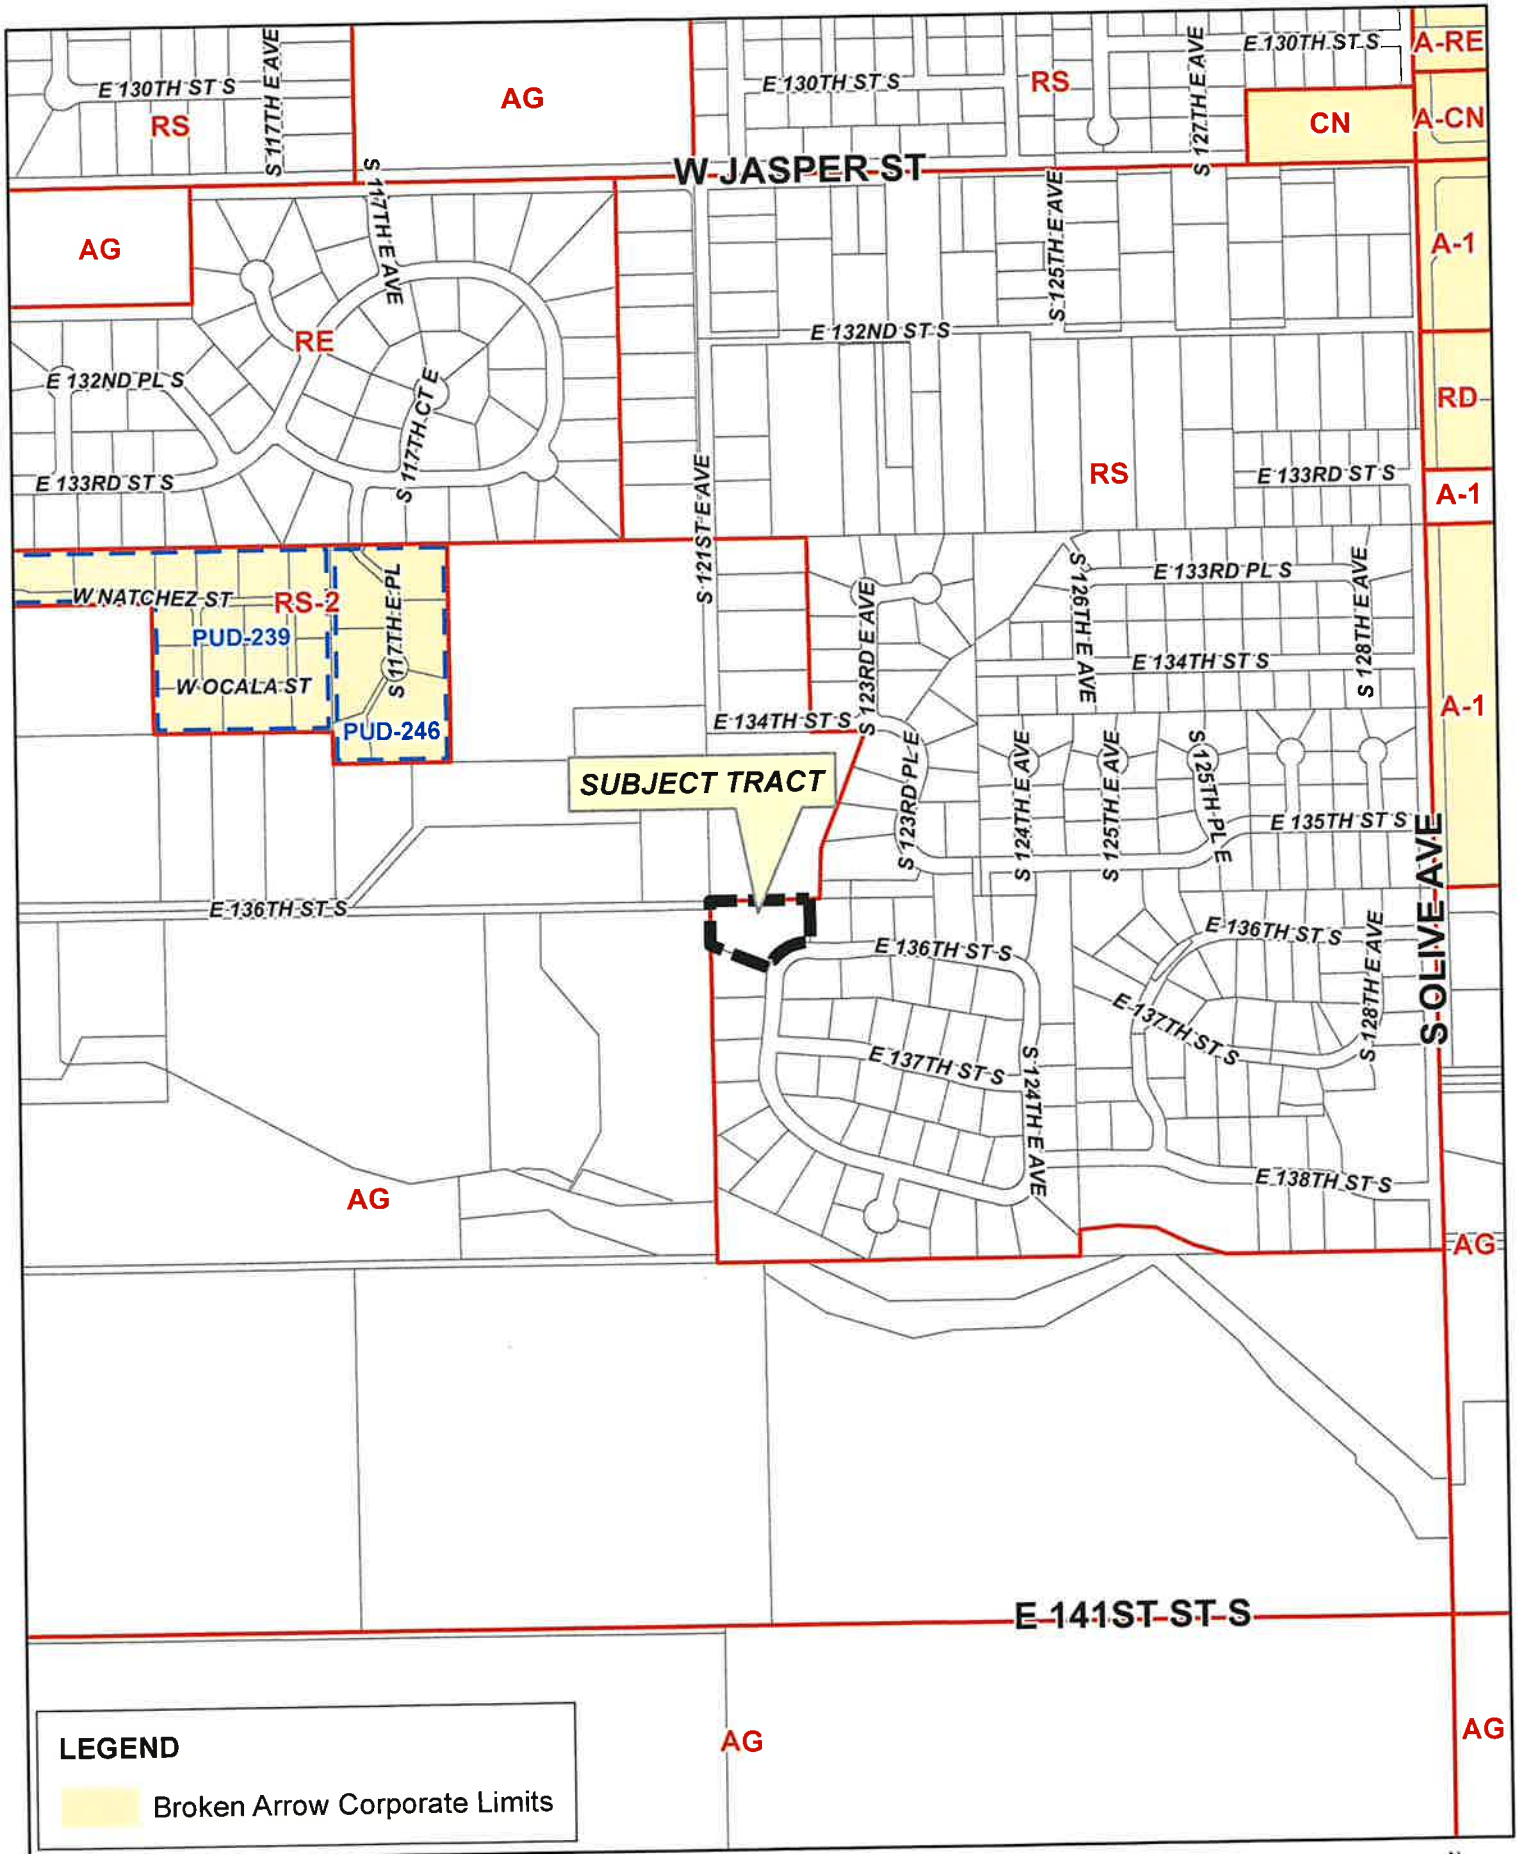 E 130TH ST S
S 117TH E AVE
RS
AG
E 130TH ST S
RS
S 127TH E AVE
E 130TH ST S
A-RE
CN
A-CN
W JASPER ST
AG
S 117TH E AVE
S 125TH E AVE
A-1
RE
E 132ND ST S
E 132ND PL S
S 117TH CT E
RD
E 133RD ST S
S 121ST E AVE
RS
E 133RD ST S
A-1
W NATCHEZ ST
RS-2
PUD-239
S 117TH E PL
W OCALA ST
PUD-246
S 123RD E AVE
S 126TH E AVE
E 133RD PL S
S 128TH E AVE
E 134TH ST S
A-1
E 134TH ST S
SUBJECT TRACT
S 123RD PL E
S 124TH E AVE
S 125TH E AVE
S 125TH PL E
E 135TH ST S
S OLIVE AVE
E 136TH ST S
E 136TH ST S
E 136TH ST S
S 128TH E AVE
E 137TH ST S
E 137TH ST S
S 124TH E AVE
E 138TH ST S
AG
AG
E 141ST ST S
AG
AG
LEGEND
Broken Arrow Corporate Limits